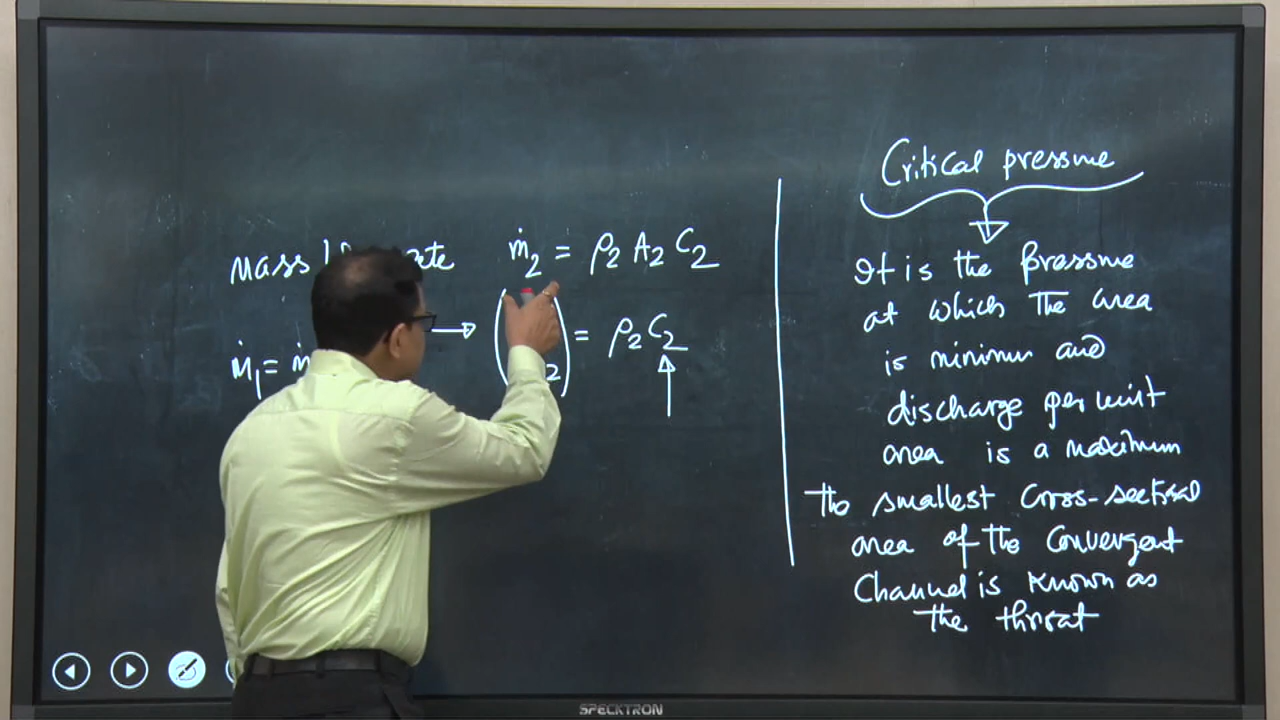 mass rate ṁ₂ = ρ₂ A₂ C₂
ṁ₁ = ṁ → ( ₂ ) = ρ₂ C₂
Critical pressure
It is the pressure
at which the area
is minimum and
discharge per unit
area is a maximum
the smallest cross-sectional
area of the convergent
channel is known as
the throat
SPECKTRON